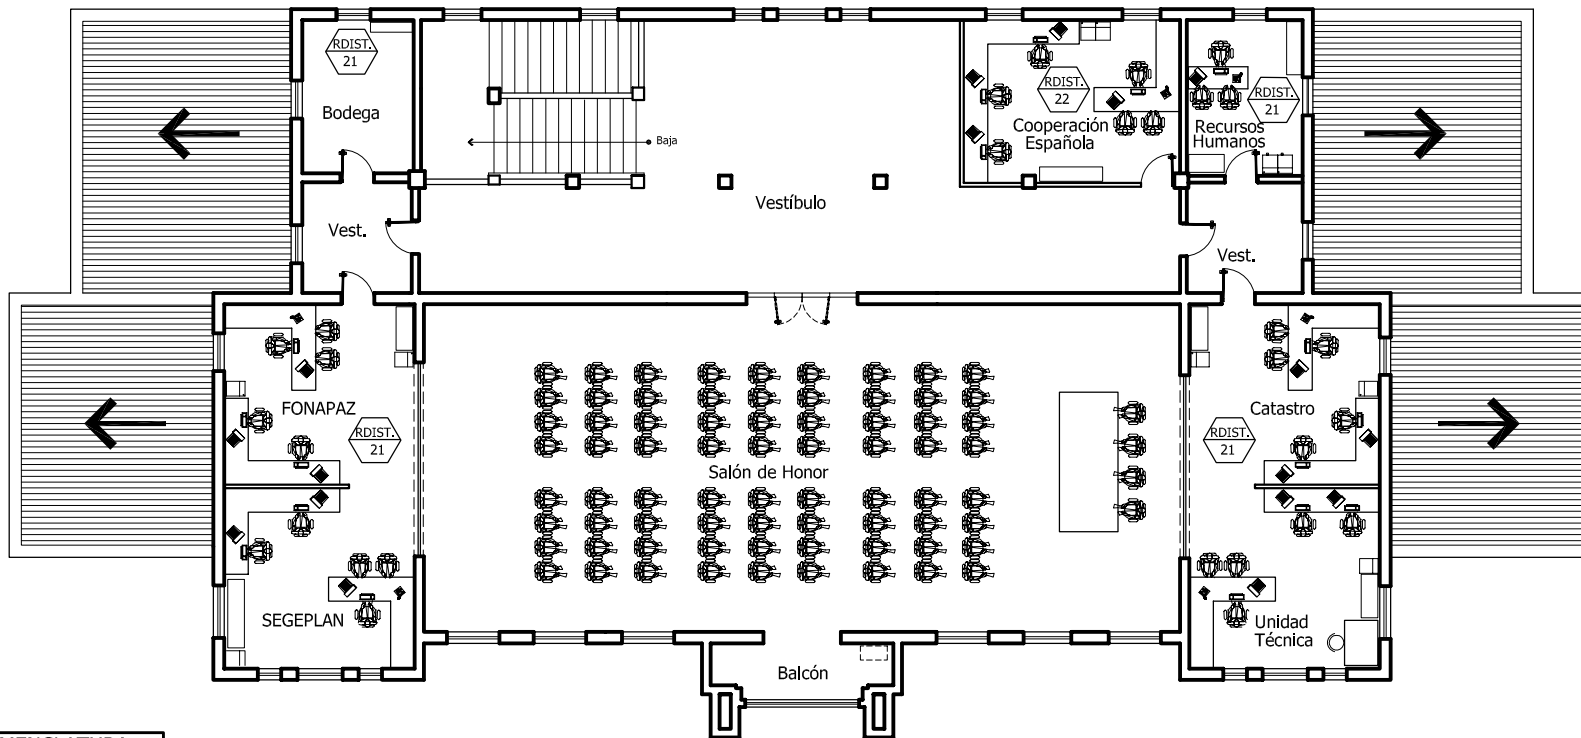 RDIST.
21
Bodega
Baja
RDIST.
22
Cooperación
Española
RDIST.
21
Recursos
Humanos
Vestíbulo
Vest.
Vest.
FONAPAZ
RDIST.
21
Salón de Honor
Catastro
RDIST.
21
SEGEPLAN
Unidad
Técnica
Balcón